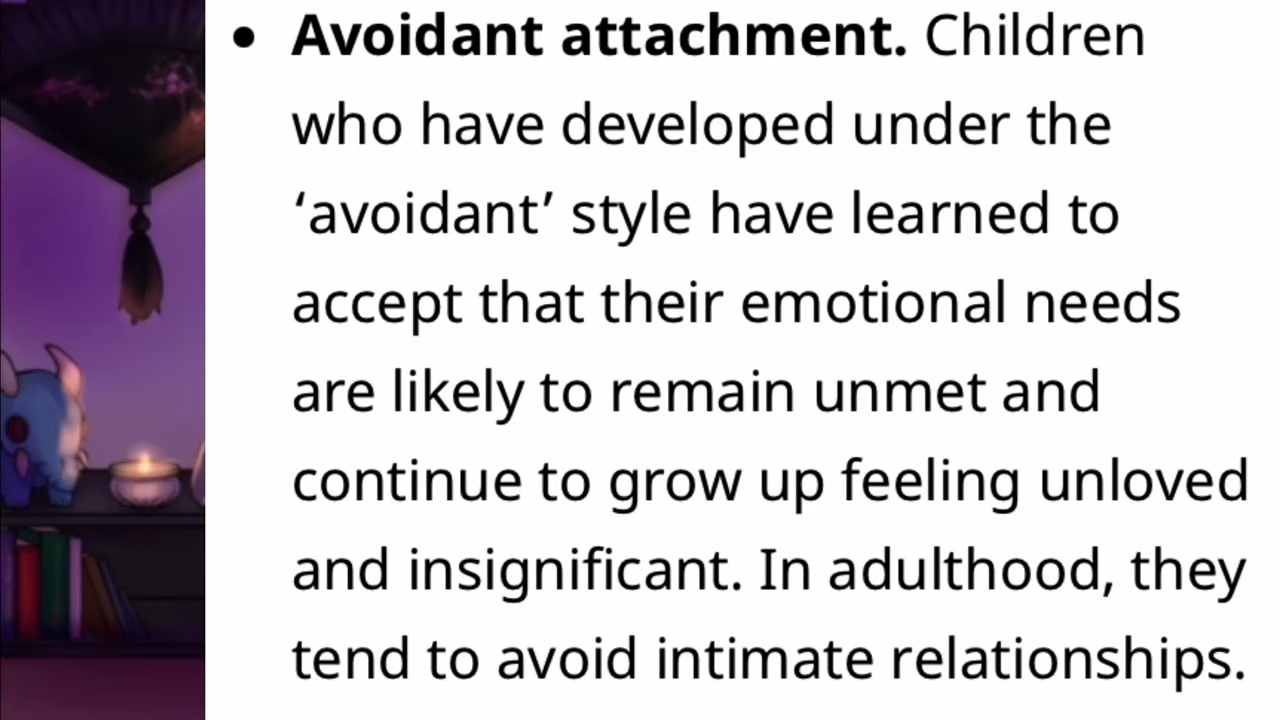 • Avoidant attachment. Children
who have developed under the
‘avoidant’ style have learned to
accept that their emotional needs
are likely to remain unmet and
continue to grow up feeling unloved
and insignificant. In adulthood, they
tend to avoid intimate relationships.